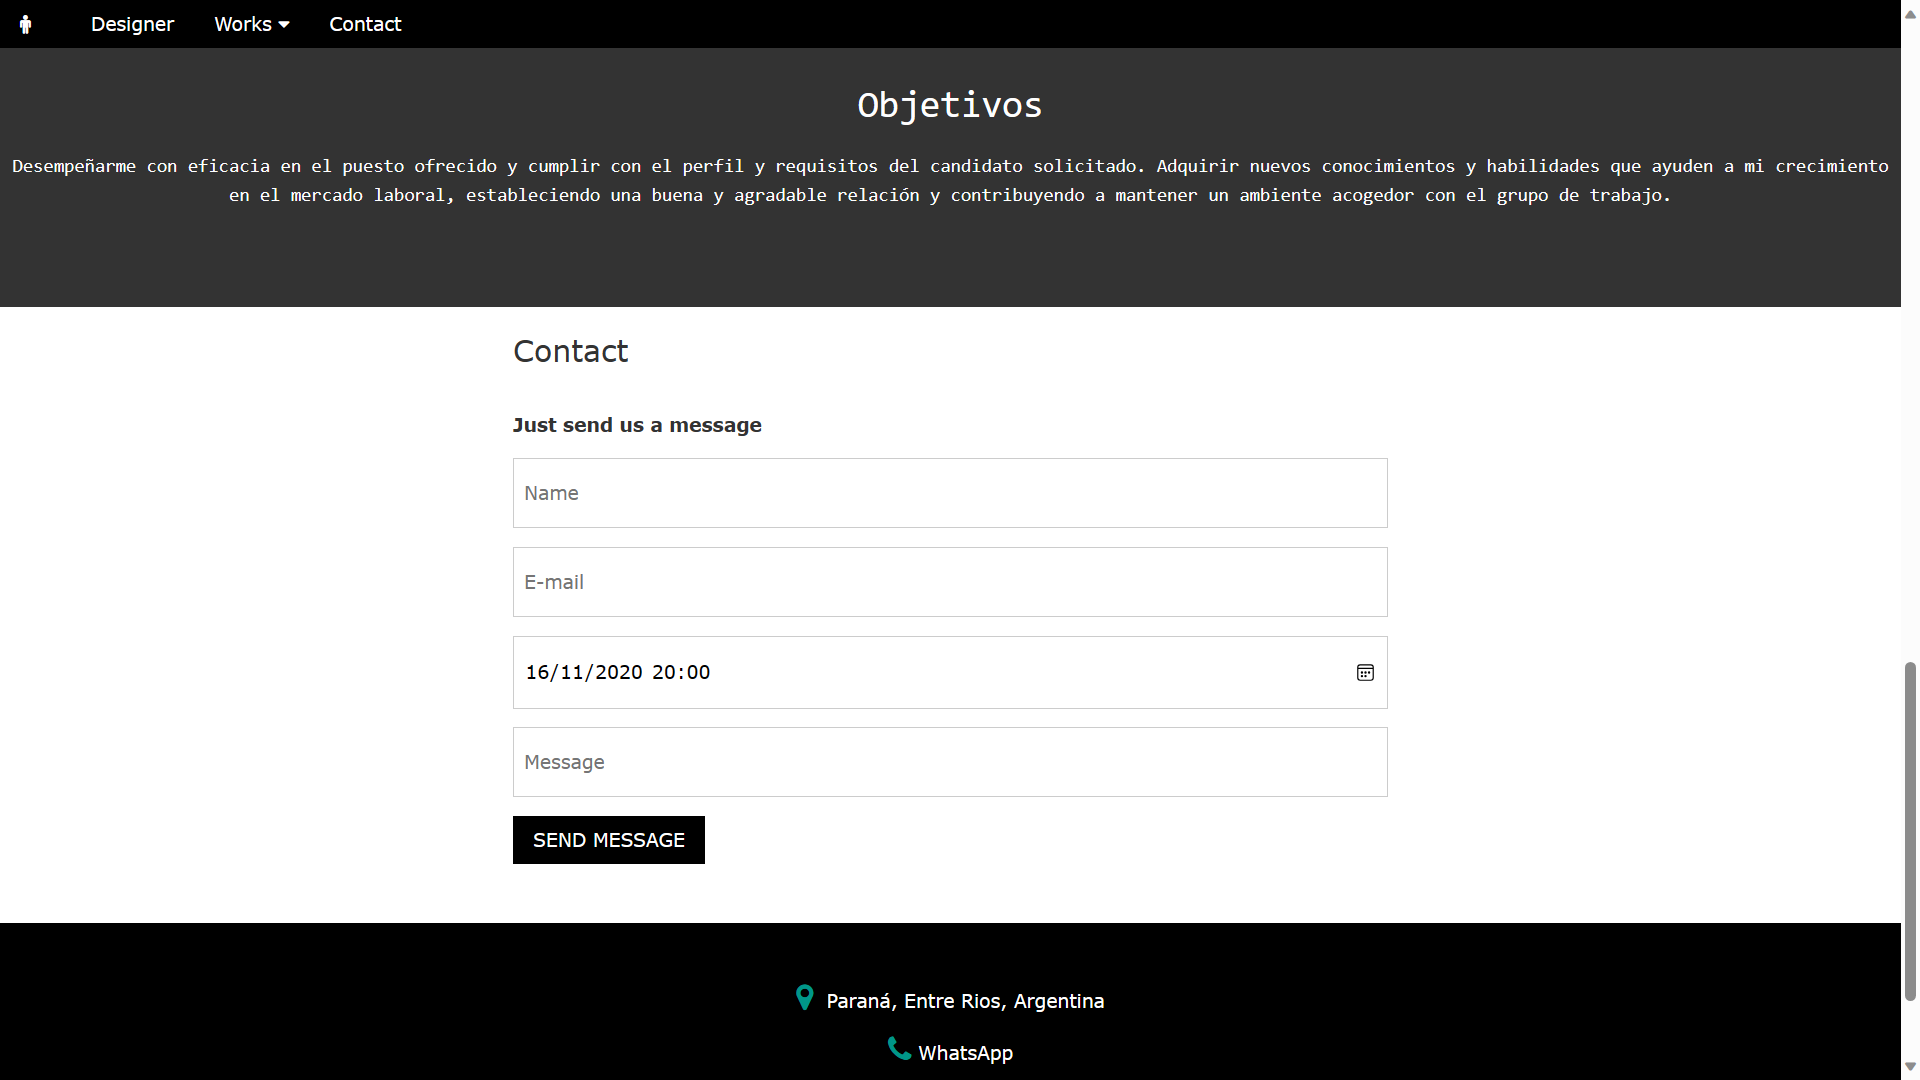 Designer Works Contact
Objetivos
Desempeñarme con eficacia en el puesto ofrecido y cumplir con el perfil y requisitos del candidato solicitado. Adquirir nuevos conocimientos y habilidades que ayuden a mi crecimiento
en el mercado laboral, estableciendo una buena y agradable relación y contribuyendo a mantener un ambiente acogedor con el grupo de trabajo.
Contact
Just send us a message
Name
E-mail
16/11/2020 20:00
Message
SEND MESSAGE
Paraná, Entre Rios, Argentina
WhatsApp